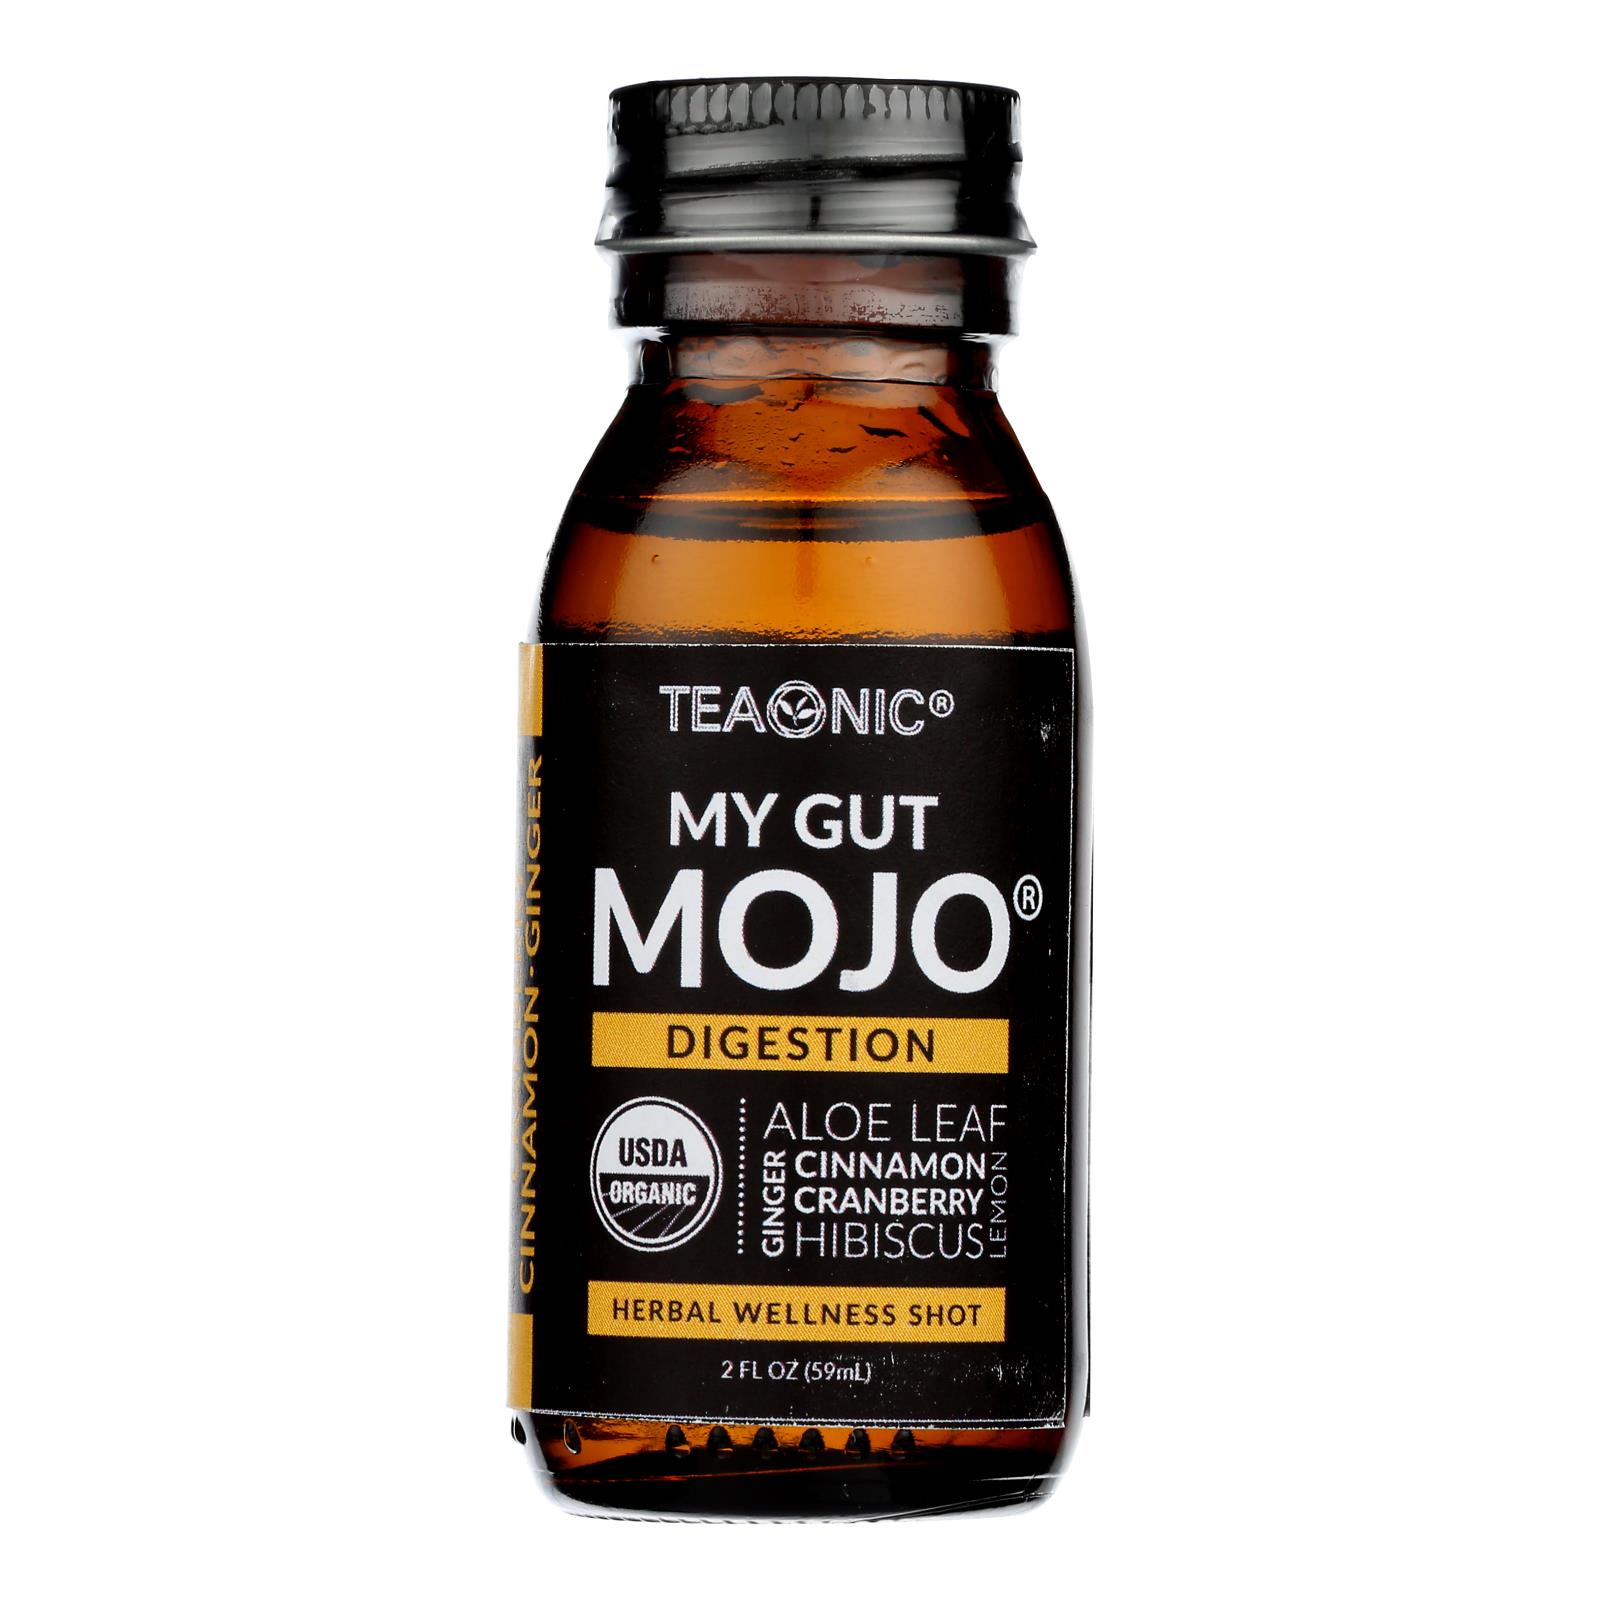 TEAONIC®
MY GUT
MOJO®
DIGESTION
USDA
ORGANIC
ALOE LEAF
GINGER
CINNAMON
CRANBERRY
HIBISCUS
LEMON
HERBAL WELLNESS SHOT
2 FL OZ (59mL)
CINNAMON·GINGER